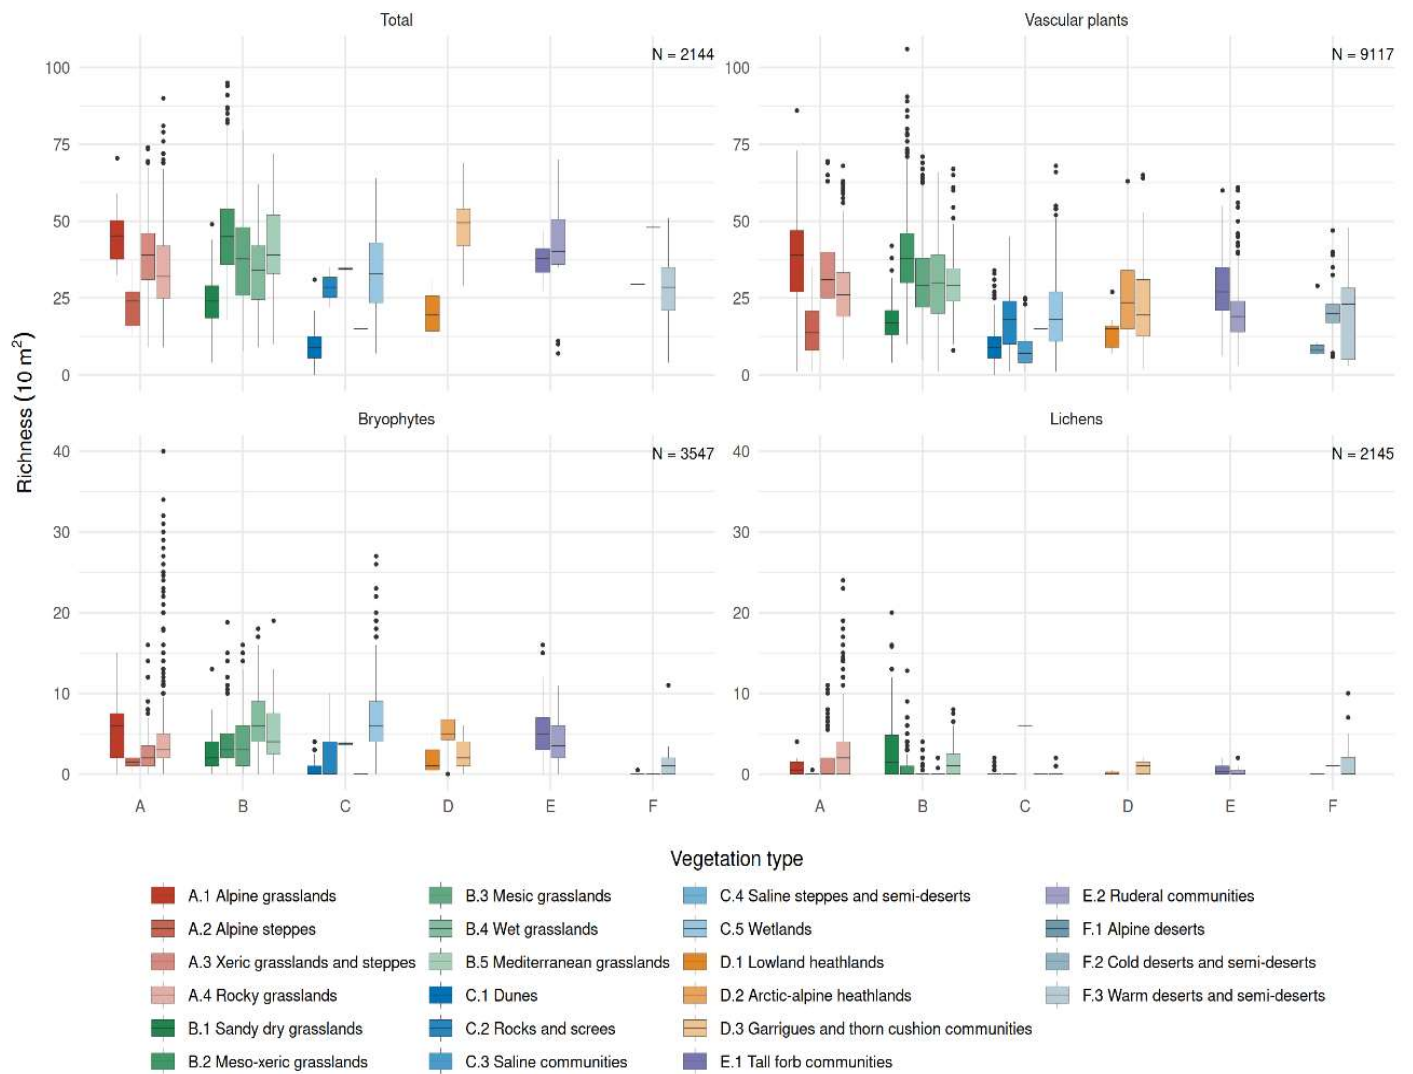 Total
Vascular plants
N = 2144
N = 9117
100
75
50
25
0
100
75
50
25
0
Richness (10 m²)
Bryophytes
Lichens
N = 3547
N = 2145
40
30
20
10
0
40
30
20
10
0
A B C D E F
A B C D E F
Vegetation type
A.1 Alpine grasslands
A.2 Alpine steppes
A.3 Xeric grasslands and steppes
A.4 Rocky grasslands
B.1 Sandy dry grasslands
B.2 Meso-xeric grasslands
B.3 Mesic grasslands
B.4 Wet grasslands
B.5 Mediterranean grasslands
C.1 Dunes
C.2 Rocks and screes
C.3 Saline communities
C.4 Saline steppes and semi-deserts
C.5 Wetlands
D.1 Lowland heathlands
D.2 Arctic-alpine heathlands
D.3 Garrigues and thorn cushion communities
E.1 Tall forb communities
E.2 Ruderal communities
F.1 Alpine deserts
F.2 Cold deserts and semi-deserts
F.3 Warm deserts and semi-deserts